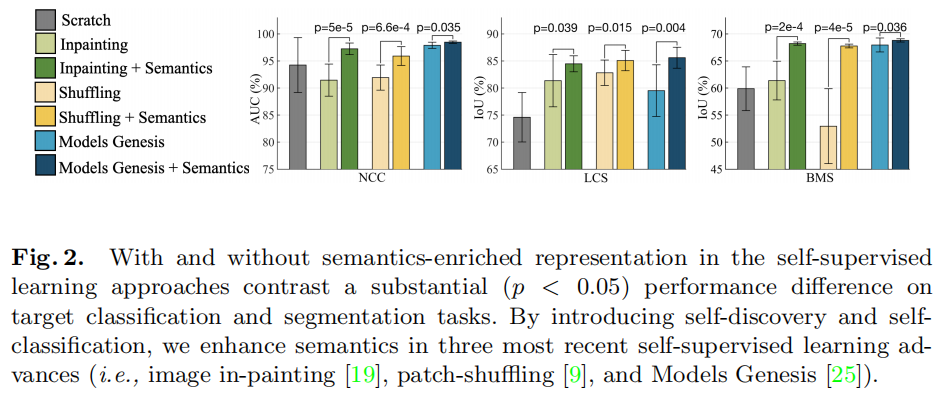 Scratch
Inpainting
Inpainting + Semantics
Shuffling
Shuffling + Semantics
Models Genesis
Models Genesis + Semantics
p=5e-5 p=6.6e-4 p=0.035
100
95
90
85
80
75
AUC (%)
NCC
p=0.039 p=0.015 p=0.004
90
85
80
75
70
65
IoU (%)
LCS
p=2e-4 p=4e-5 p=0.036
70
65
60
55
50
45
IoU (%)
BMS
Fig. 2. With and without semantics-enriched representation in the self-supervised
learning approaches contrast a substantial (p < 0.05) performance difference on
target classification and segmentation tasks. By introducing self-discovery and self-
classification, we enhance semantics in three most recent self-supervised learning ad-
vances (i.e., image in-painting [19], patch-shuffling [9], and Models Genesis [25]).